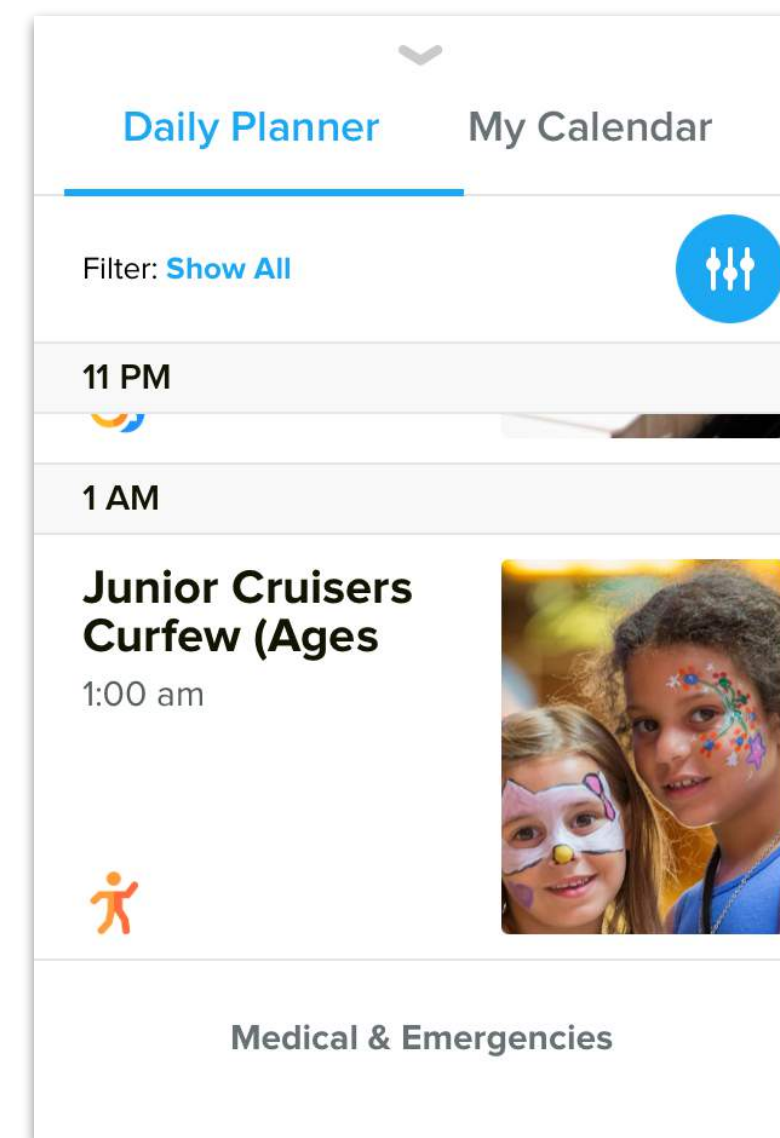 Daily Planner My Calendar
Filter: Show All
11 PM
1 AM
Junior Cruisers
Curfew (Ages
1:00 am
Medical & Emergencies